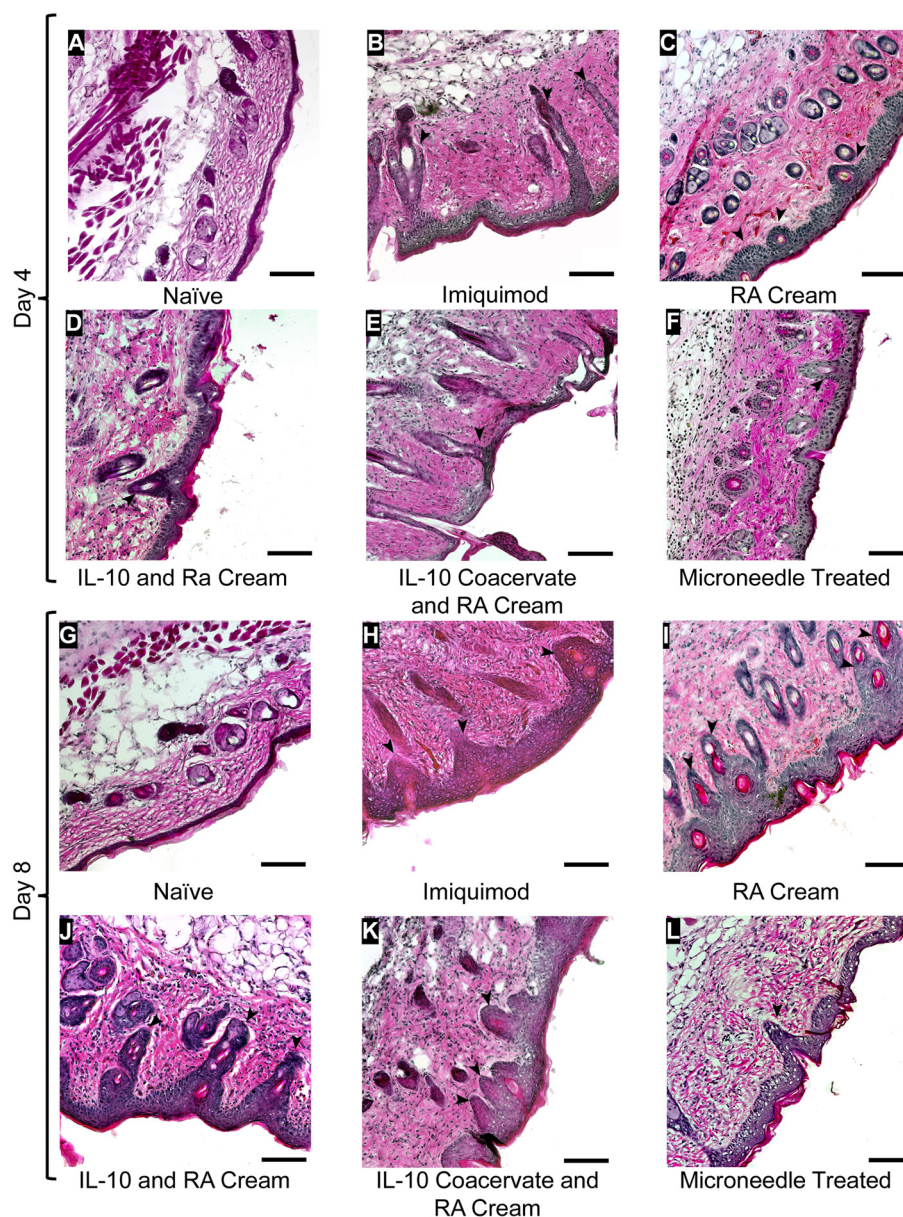 Day 4
A
B
C
Naïve
Imiquimod
RA Cream
D
E
F
IL-10 and Ra Cream
IL-10 Coacervate
and RA Cream
Microneedle Treated
Day 8
G
H
I
Naïve
Imiquimod
RA Cream
J
K
L
IL-10 and RA Cream
IL-10 Coacervate and
RA Cream
Microneedle Treated